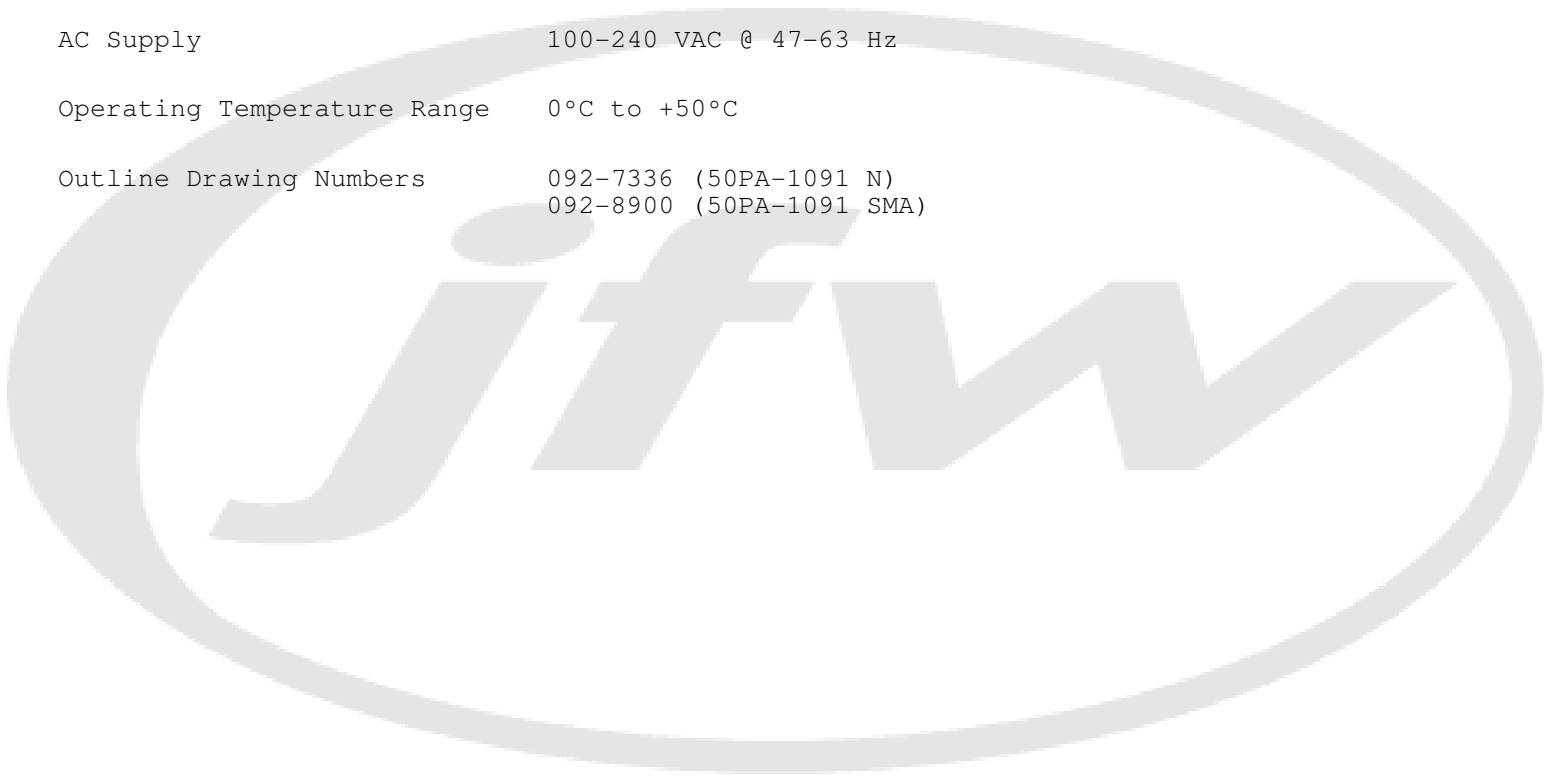 AC Supply 100-240 VAC @ 47-63 Hz
Operating Temperature Range 0°C to +50°C
Outline Drawing Numbers 092-7336 (50PA-1091 N)
092-8900 (50PA-1091 SMA)
jfw